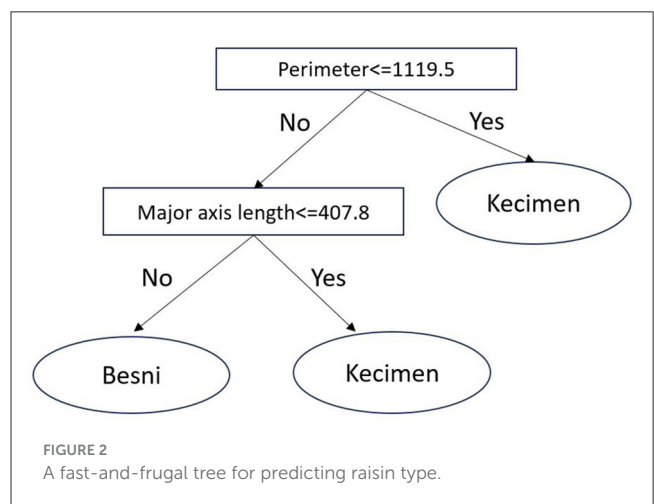 Perimeter<=1119.5
No
Yes
Kecimen
Major axis length<=407.8
No
Yes
Besni
Kecimen
FIGURE 2
A fast-and-frugal tree for predicting raisin type.